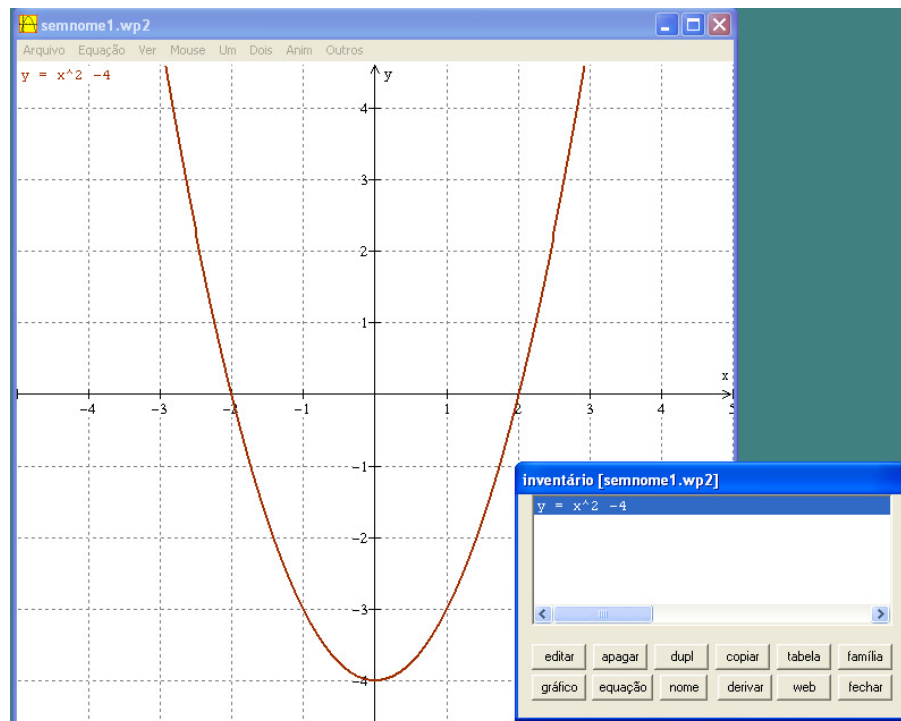 semnome1.wp2
Arquivo Equação Ver Mouse Um Dois Anim Outros
y = x^2 -4
y
4
3
2
1
x
-4 -3 -2 -1 1 2 3 4 5
-1
-2
-3
-4
inventário [semnome1.wp2]
y = x^2 -4
editar apagar dupl copiar tabela família
gráfico equação nome derivar web fechar